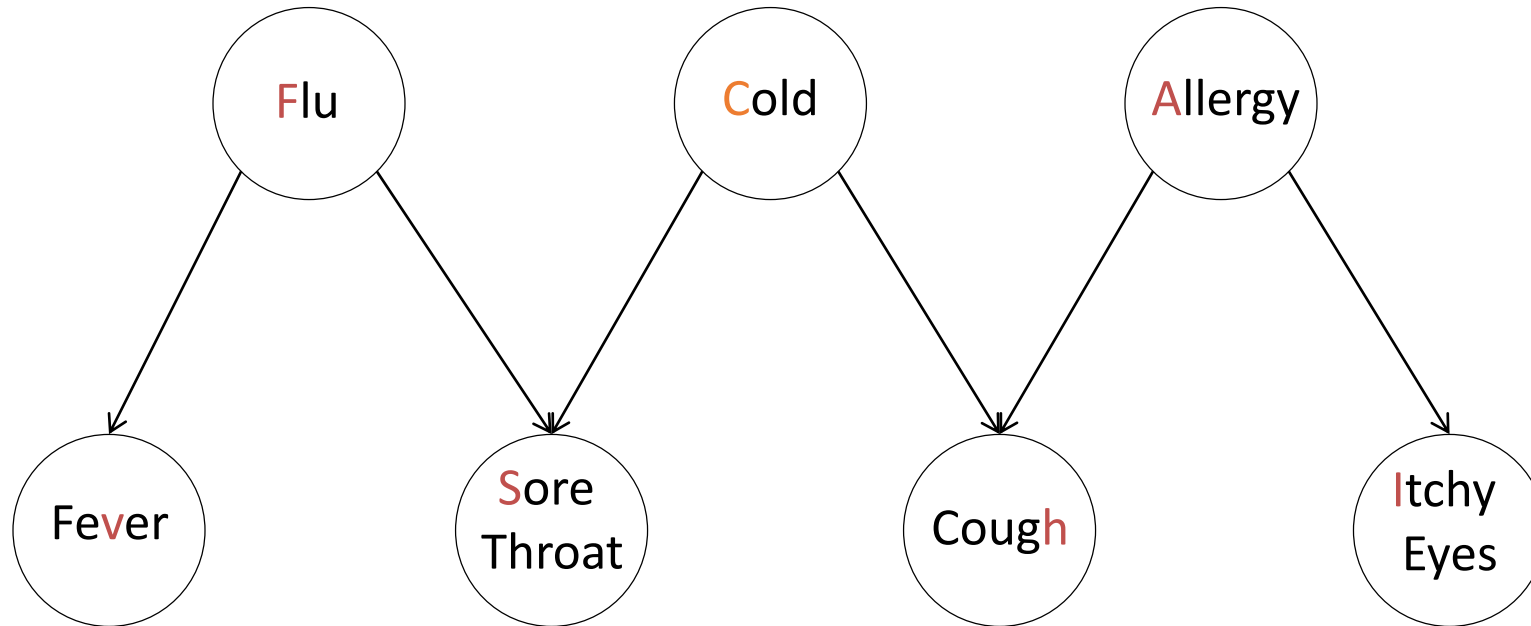 Flu
Cold
Allergy
Fever
Sore
Throat
Cough
Itchy
Eyes